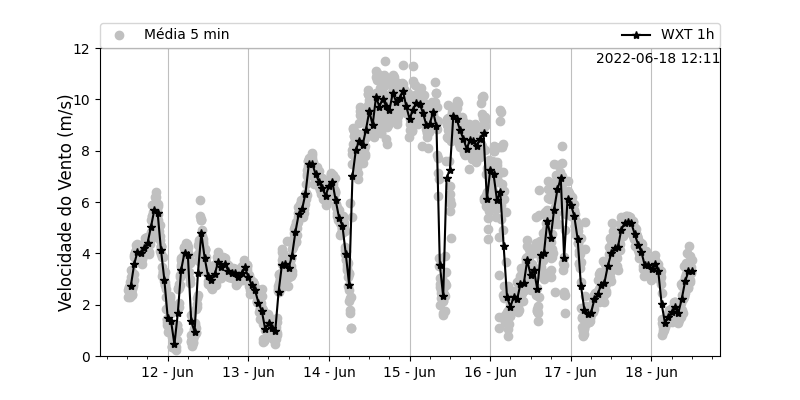 Média 5 min
WXT 1h
2022-06-18 12:11
Velocidade do Vento (m/s)
12
10
8
6
4
2
0
12 - Jun 13 - Jun 14 - Jun 15 - Jun 16 - Jun 17 - Jun 18 - Jun